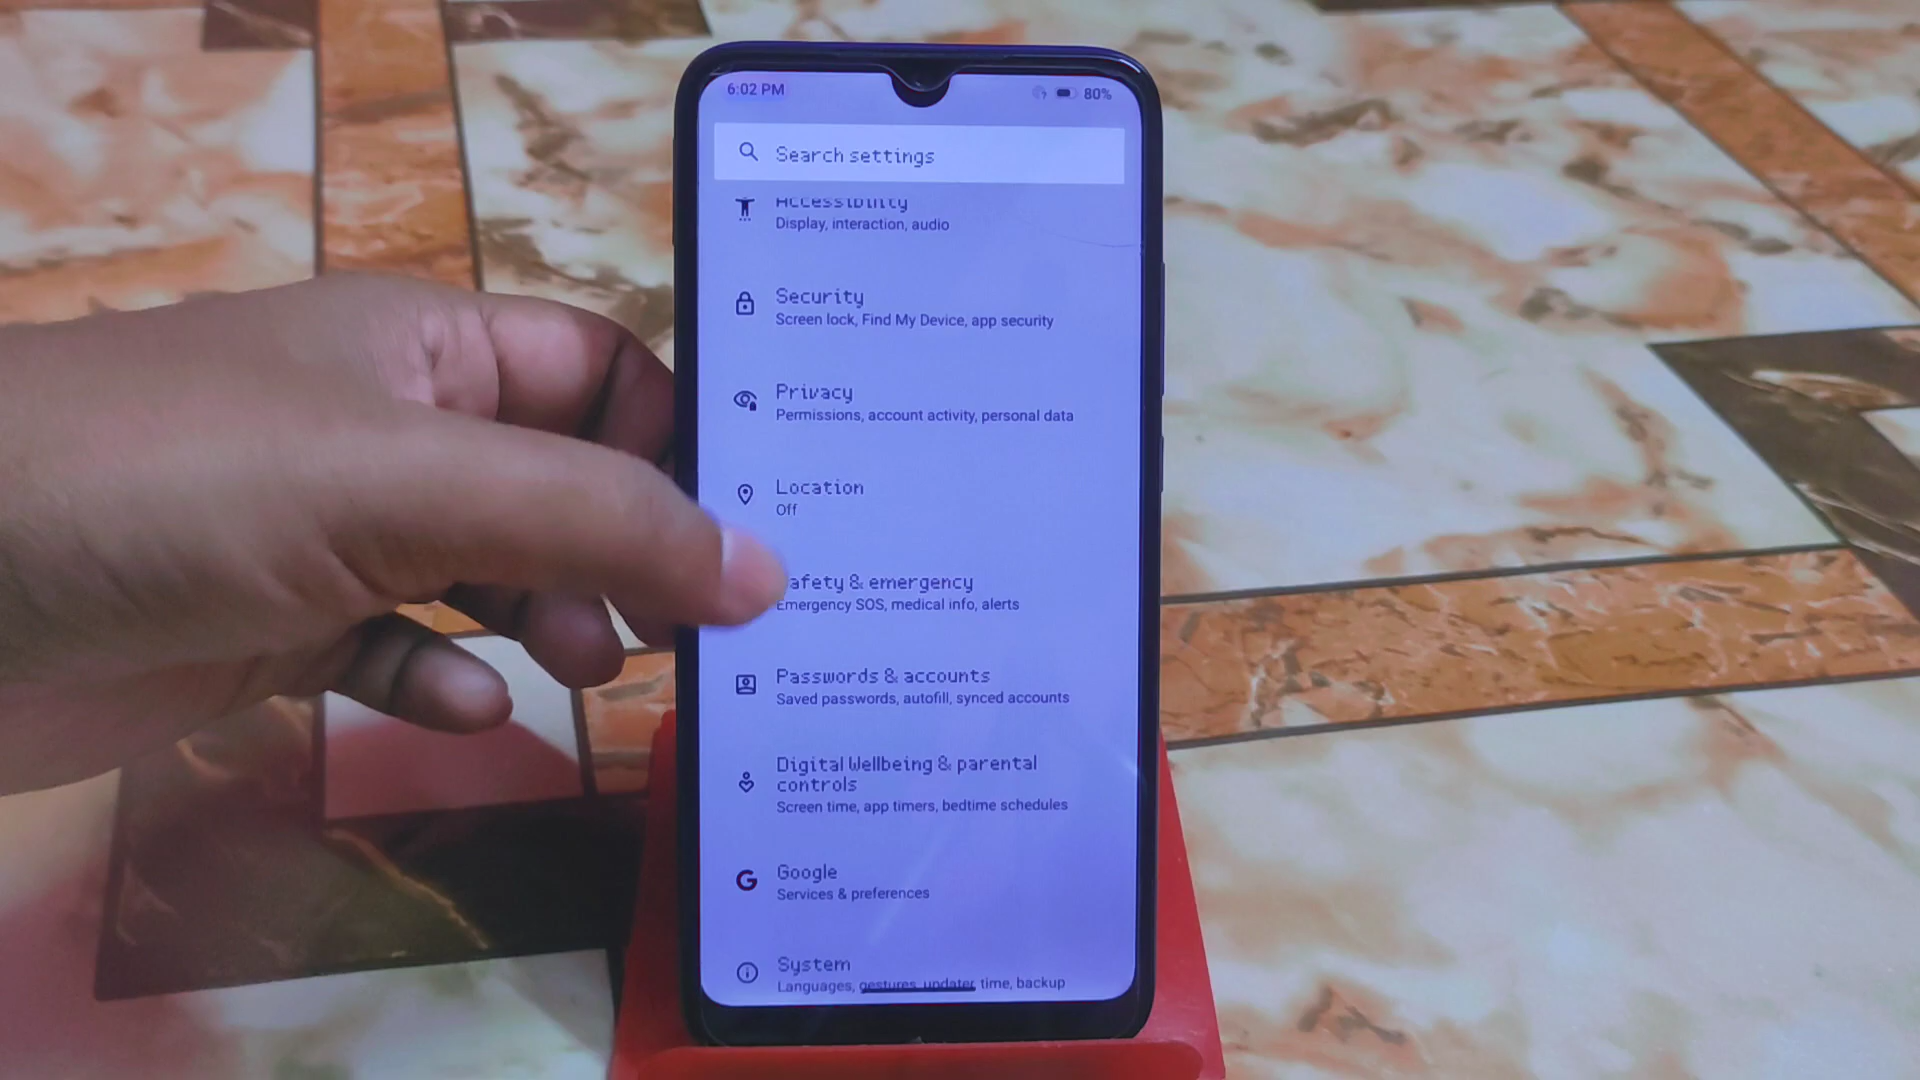 6:02 PM
80%
Search settings
Accessibility
Display, interaction, audio
Security
Screen lock, Find My Device, app security
Privacy
Permissions, account activity, personal data
Location
Off
afety & emergency
Emergency SOS, medical info, alerts
Passwords & accounts
Saved passwords, autofill, synced accounts
Digital Wellbeing & parental
controls
Screen time, app timers, bedtime schedules
Google
Services & preferences
System
Languages, gestures, updater, time, backup